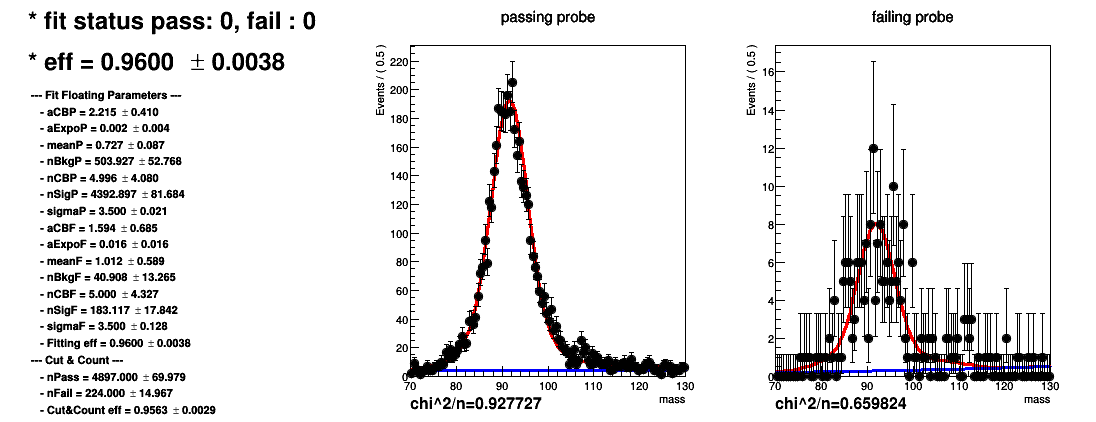 * fit status pass: 0, fail : 0
* eff = 0.9600 ± 0.0038
--- Fit Floating Parameters ---
- aCBP = 2.215 ± 0.410
- aExpoP = 0.002 ± 0.004
- meanP = 0.727 ± 0.087
- nBkgP = 503.927 ± 52.768
- nCBP = 4.996 ± 4.080
- nSigP = 4392.897 ± 81.684
- sigmaP = 3.500 ± 0.021
- aCBF = 1.594 ± 0.685
- aExpoF = 0.016 ± 0.016
- meanF = 1.012 ± 0.589
- nBkgF = 40.908 ± 13.265
- nCBF = 5.000 ± 4.327
- nSigF = 183.117 ± 17.842
- sigmaF = 3.500 ± 0.128
- Fitting eff = 0.9600 ± 0.0038
--- Cut & Count ---
- nPass = 4897.000 ± 69.979
- nFail = 224.000 ± 14.967
- Cut&Count eff = 0.9563 ± 0.0029
passing probe
Events / ( 0.5 )
220
200
180
160
140
120
100
80
60
40
20
0
70 80 90 100 110 120 130
mass
chi^2/n=0.927727
failing probe
Events / ( 0.5 )
16
14
12
10
8
6
4
2
0
70 80 90 100 110 120 130
mass
chi^2/n=0.659824